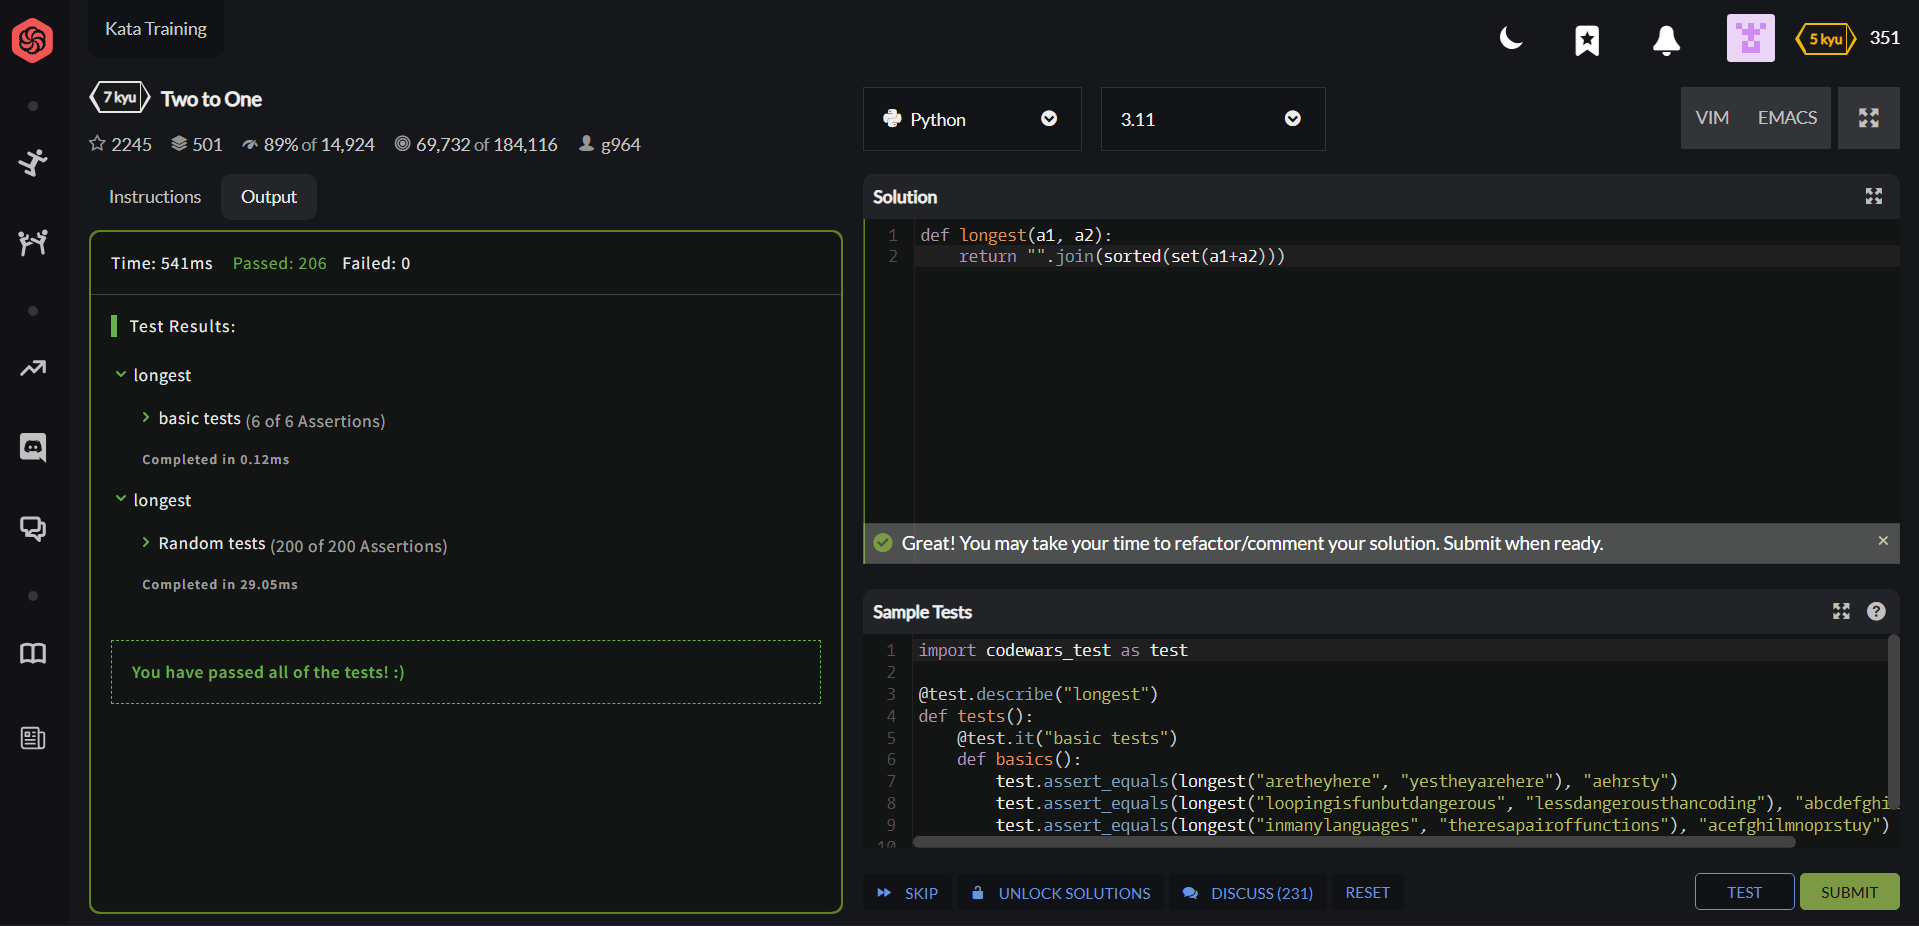 Kata Training
5 kyu 351
7 kyu Two to One
2245 501 89% of 14,924 69,732 of 184,116 g964
Python
3.11
VIM EMACS
Instructions Output
Time: 541ms Passed: 206 Failed: 0
Test Results:
longest
basic tests (6 of 6 Assertions)
Completed in 0.12ms
longest
Random tests (200 of 200 Assertions)
Completed in 29.05ms
You have passed all of the tests! :)
Solution
1 def longest(a1, a2):
2     return "".join(sorted(set(a1+a2)))
Great! You may take your time to refactor/comment your solution. Submit when ready.
Sample Tests
1 import codewars_test as test
2
3 @test.describe("longest")
4 def tests():
5     @test.it("basic tests")
6     def basics():
7         test.assert_equals(longest("aretheyhere", "yestheyarehere"), "aehrsty")
8         test.assert_equals(longest("loopingisfunbutdangerous", "lessdangerousthancoding"), "abcdefghi
9         test.assert_equals(longest("inmanylanguages", "theresapairoffunctions"), "acefghilmnoprstuy")
10
SKIP UNLOCK SOLUTIONS DISCUSS (231) RESET TEST SUBMIT